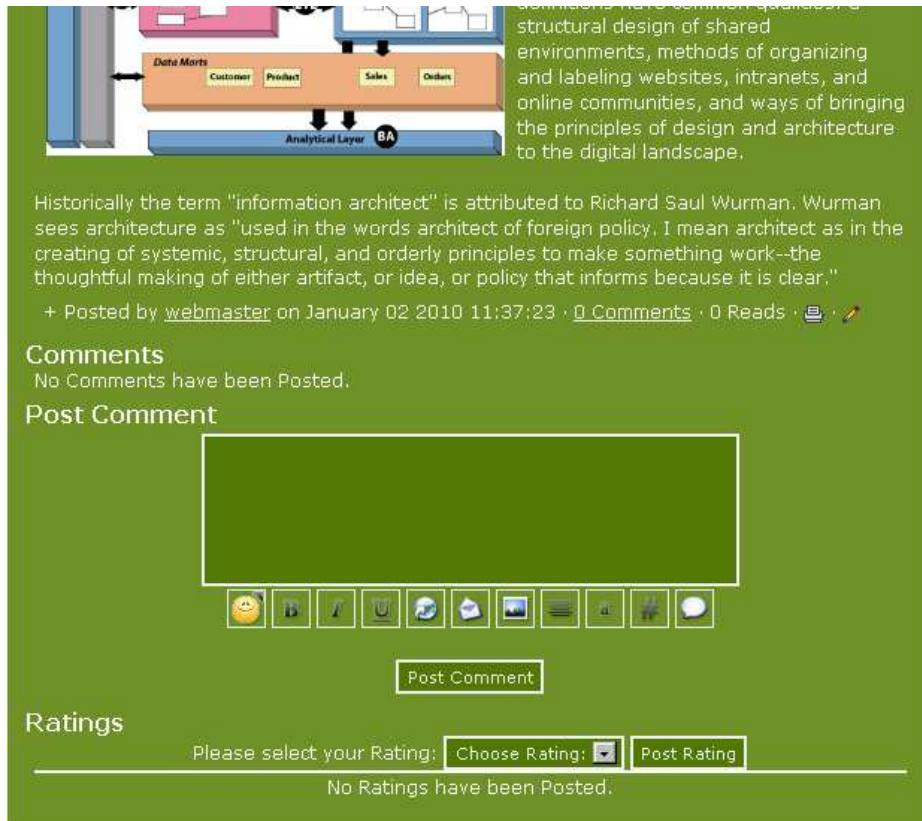 structural design of shared
environments, methods of organizing
and labeling websites, intranets, and
online communities, and ways of bringing
the principles of design and architecture
to the digital landscape.
Data Marts
Customer Product Sales Orders
Analytical Layer BA
Historically the term "information architect" is attributed to Richard Saul Wurman. Wurman
sees architecture as "used in the words architect of foreign policy. I mean architect as in the
creating of systemic, structural, and orderly principles to make something work--the
thoughtful making of either artifact, or idea, or policy that informs because it is clear."
+ Posted by webmaster on January 02 2010 11:37:23 · 0 Comments · 0 Reads · ·
Comments
No Comments have been Posted.
Post Comment
B I U a #
Post Comment
Ratings
Please select your Rating: Choose Rating: Post Rating
No Ratings have been Posted.